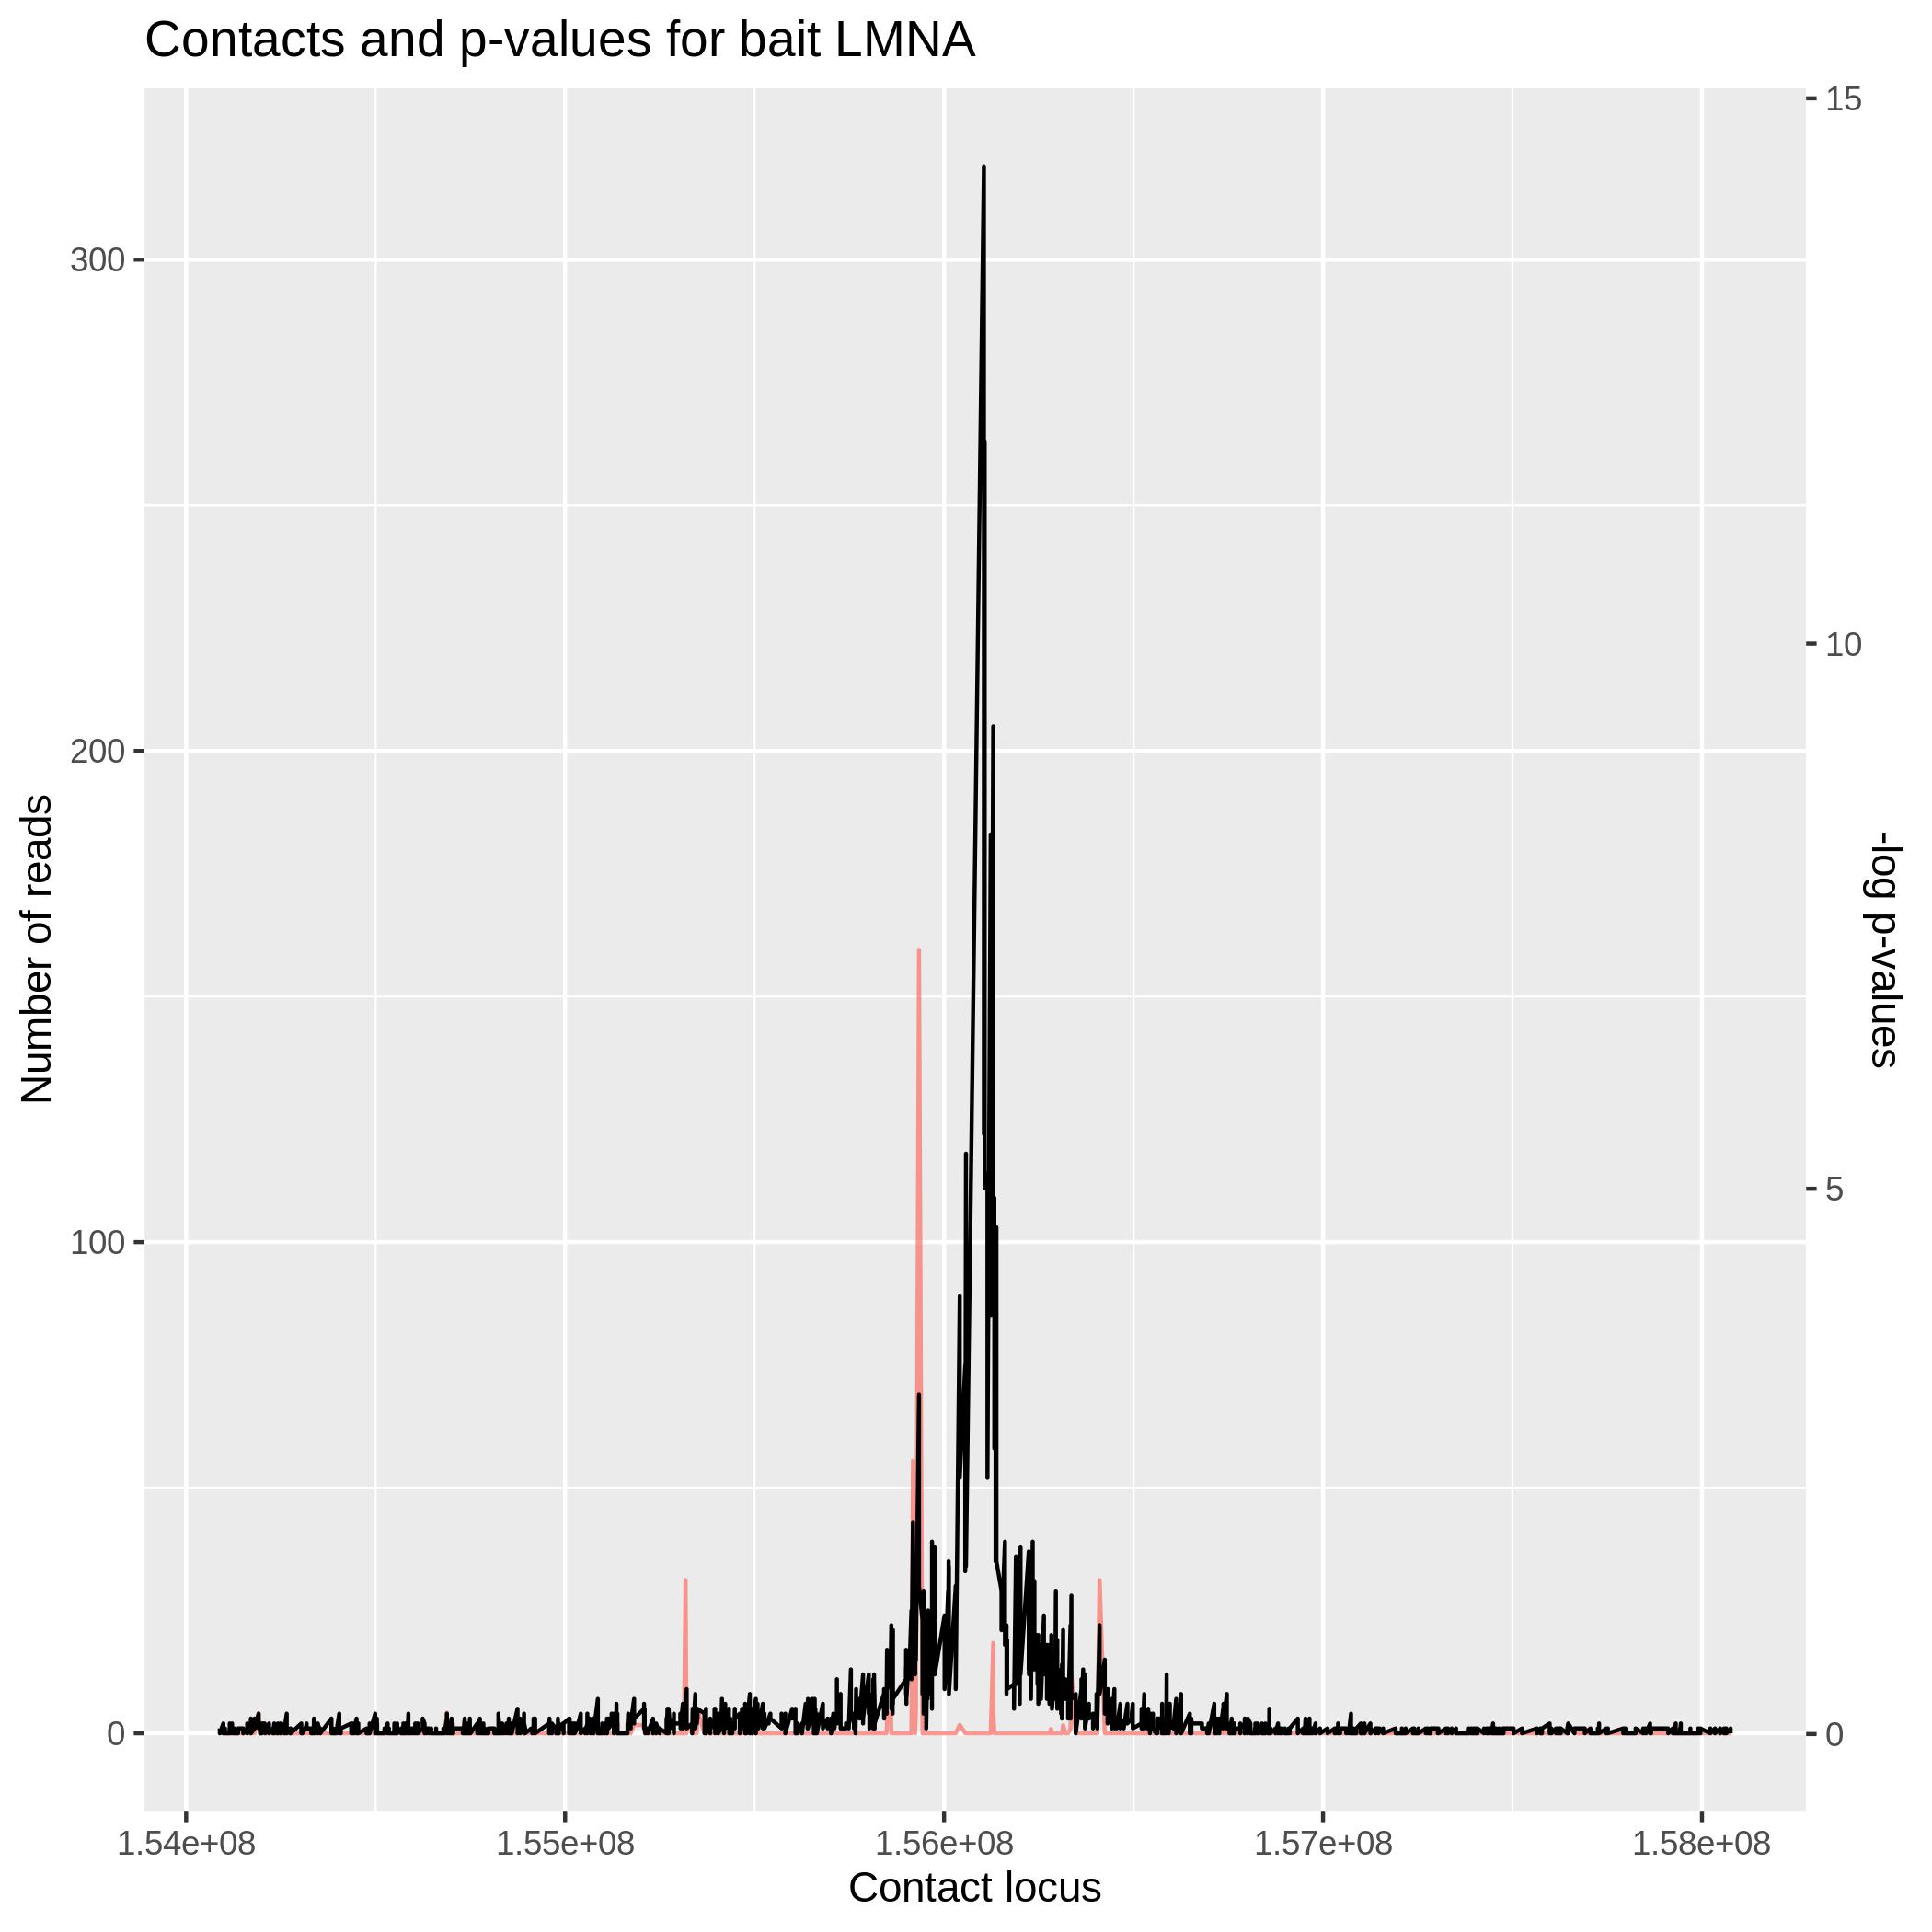 Contacts and p-values for bait LMNA
15
300
10
200
Number of reads
-log p-values
5
100
0
0
1.54e+08
1.55e+08
1.56e+08
1.57e+08
1.58e+08
Contact locus